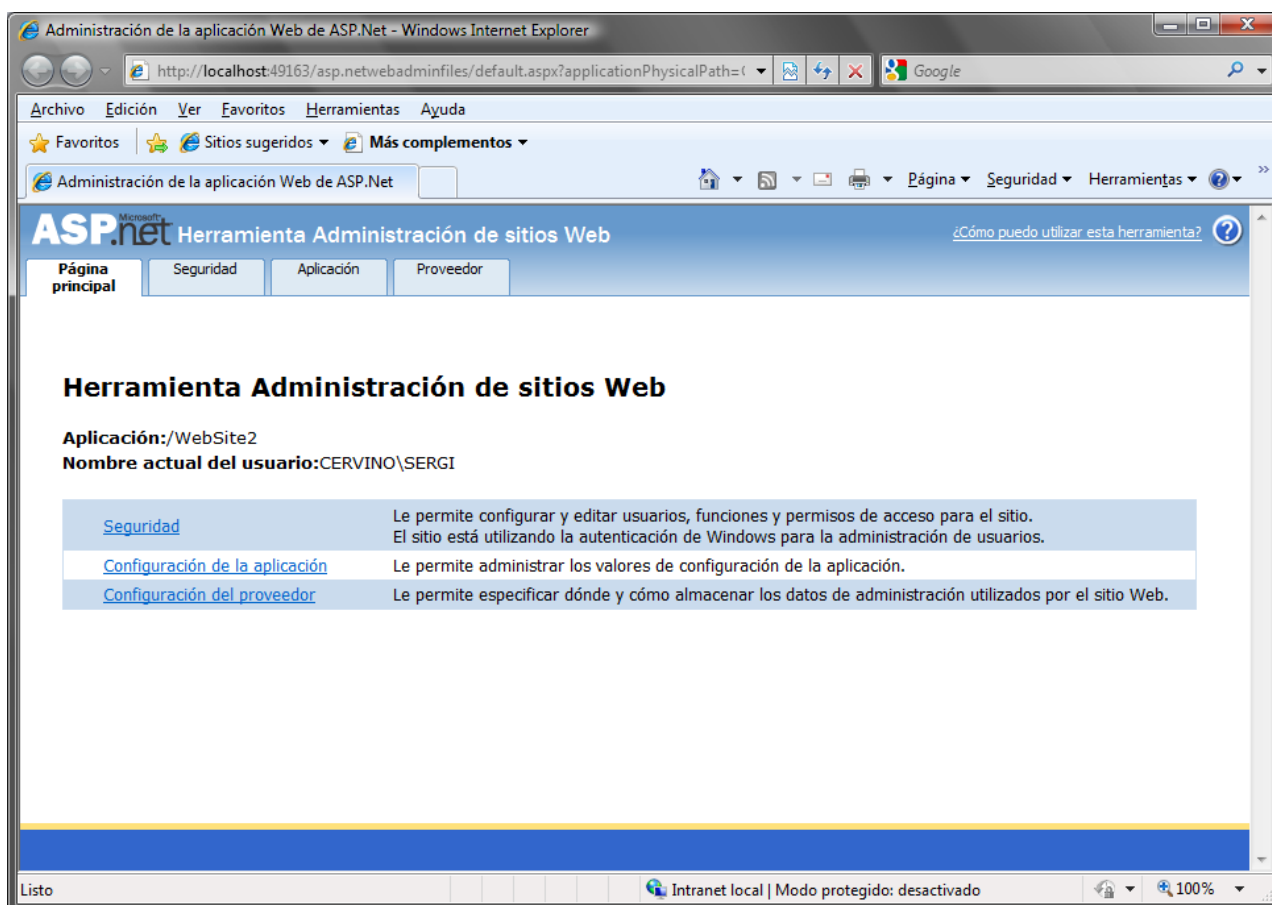 Administración de la aplicación Web de ASP.Net - Windows Internet Explorer
http://localhost:49163/asp.netwebadminfiles/default.aspx?applicationPhysicalPath=
Google
Archivo Edición Ver Favoritos Herramientas Ayuda
Favoritos Sitios sugeridos Más complementos
Administración de la aplicación Web de ASP.Net
Página Seguridad Herramientas
Microsoft
ASP.net Herramienta Administración de sitios Web ¿Cómo puedo utilizar esta herramienta?
Página principal Seguridad Aplicación Proveedor
Herramienta Administración de sitios Web
Aplicación:/WebSite2
Nombre actual del usuario:CERVINO\SERGI
Seguridad Le permite configurar y editar usuarios, funciones y permisos de acceso para el sitio.
El sitio está utilizando la autenticación de Windows para la administración de usuarios.
Configuración de la aplicación Le permite administrar los valores de configuración de la aplicación.
Configuración del proveedor Le permite especificar dónde y cómo almacenar los datos de administración utilizados por el sitio Web.
Listo Intranet local | Modo protegido: desactivado 100%